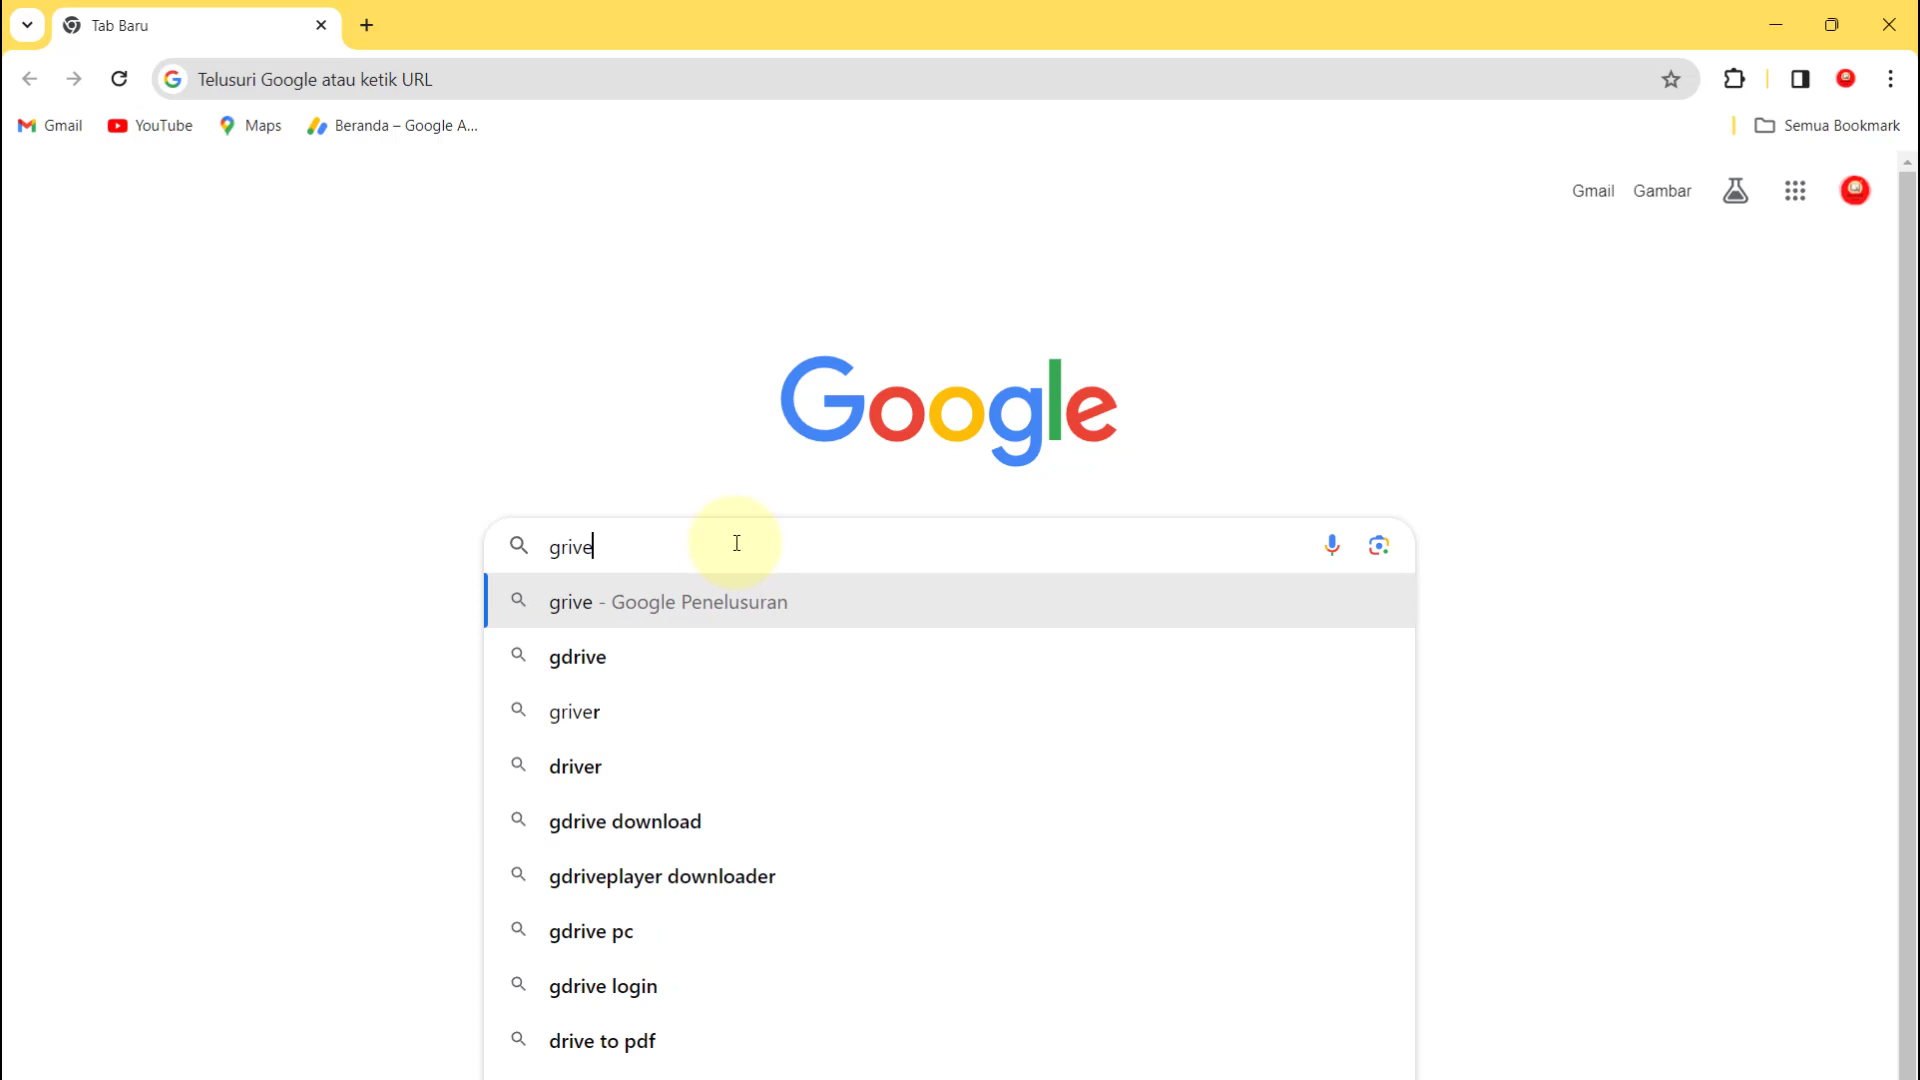 Tab Baru
Telusuri Google atau ketik URL
Gmail YouTube Maps Beranda – Google A... Semua Bookmark
Gmail Gambar
Google
grive
grive - Google Penelusuran
gdrive
griver
driver
gdrive download
gdriveplayer downloader
gdrive pc
gdrive login
drive to pdf